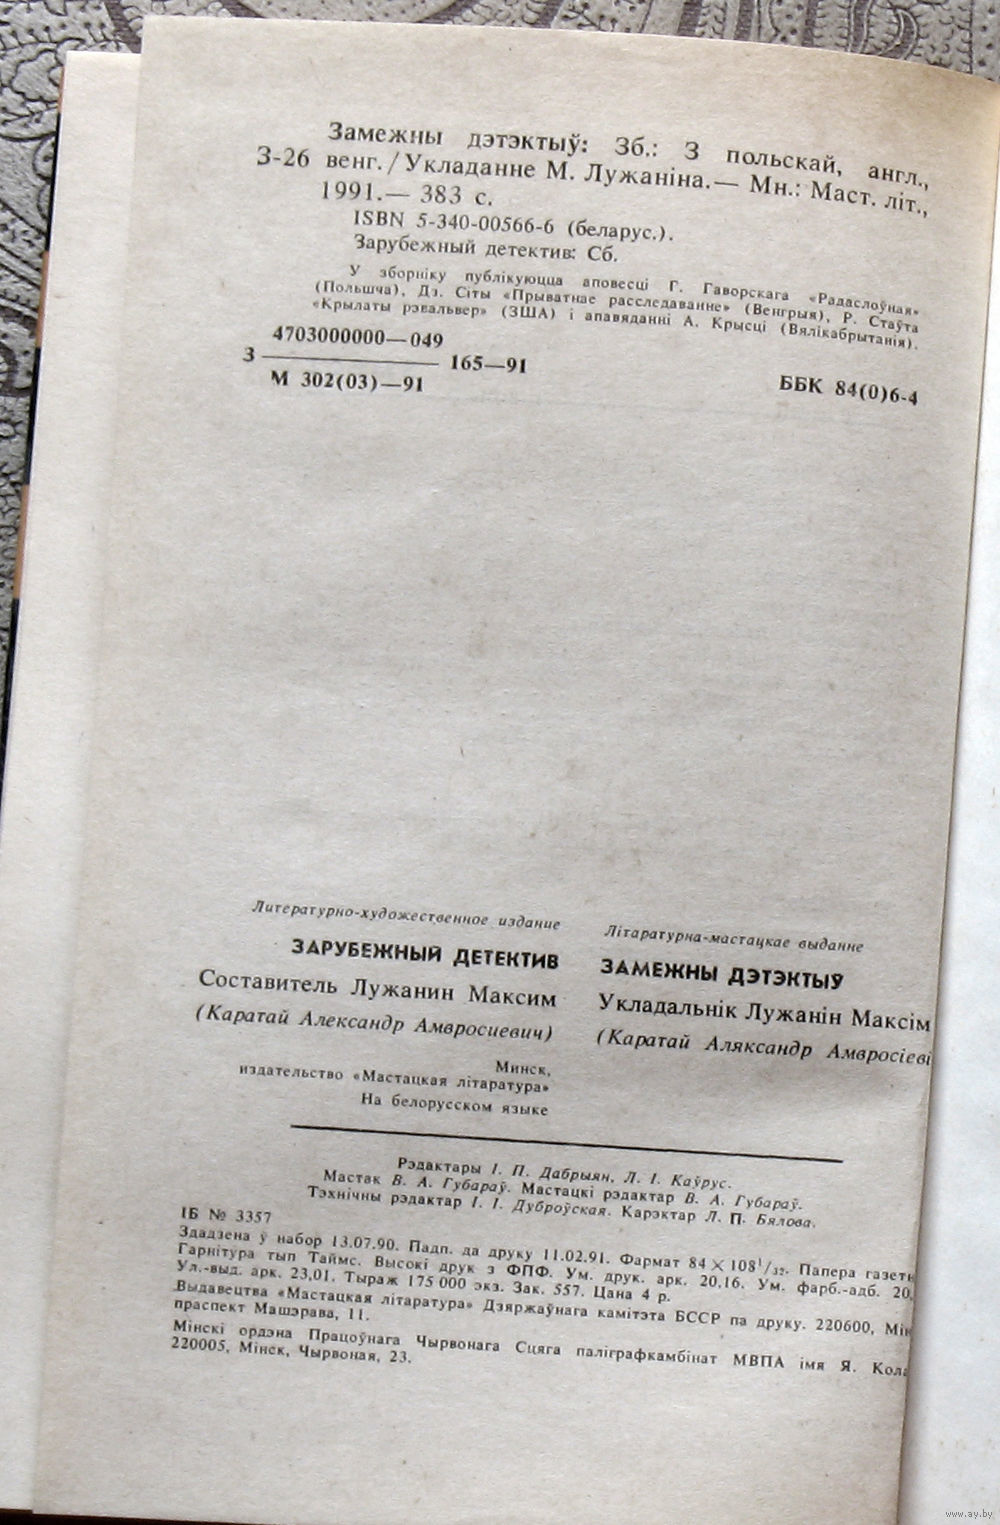 Замежны дэтэктыў: Зб.: З польскай, англ.,
З-26 венг./Укладанне М. Лужаніна.— Мн.: Маст. літ.,
1991.— 383 с.
ISBN 5-340-00566-6 (беларус.).
Зарубежный детектив: Сб.
У зборніку публікуюцца аповесці Г. Гаворскага «Радаслоўная»
(Польшча), Дз. Сіты «Прыватнае расследаванне» (Венгрыя), Р. Стаўта
«Крылаты рэвальвер» (ЗША) і апавяданні А. Крысці (Вялікабрытанія).
4703000000—049
З 165—91
М 302(03)—91
ББК 84(0)6-4
Литературно-художественное издание
ЗАРУБЕЖНЫЙ ДЕТЕКТИВ
Составитель Лужанин Максим
(Каратай Александр Амвросиевич)
Минск,
издательство «Мастацкая літаратура»
На белорусском языке
Літаратурна-мастацкае выданне
ЗАМЕЖНЫ ДЭТЭКТЫЎ
Укладальнік Лужанін Максім
(Каратай Аляксандр Амвросіеві
Рэдактары І. П. Дабрыян, Л. І. Каўрус.
Мастак В. А. Губараў. Мастацкі рэдактар В. А. Губараў.
Тэхнічны рэдактар І. І. Дуброўская. Карэктар Л. П. Бялова.
ІБ № 3357
Здадзена ў набор 13.07.90. Падп. да друку 11.02.91. Фармат 84×108¹/₃₂. Папера газетн
Гарнітура тып Таймс. Высокі друк з ФПФ. Ум. друк. арк. 20,16. Ум. фарб.-адб. 20,
Ул.-выд. арк. 23,01. Тыраж 175 000 экз. Зак. 557. Цана 4 р.
Выдавецтва «Мастацкая літаратура» Дзяржаўнага камітэта БССР па друку. 220600, Мін
праспект Машэрава, 11.
Мінскі ордэна Працоўнага Чырвонага Сцяга паліграфкамбінат МВПА імя Я. Кола
220005, Мінск, Чырвоная, 23.
www.ay.by